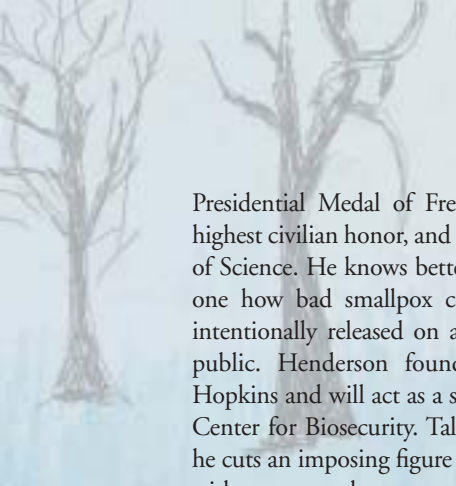 Presidential Medal of Fre
highest civilian honor, and
of Science. He knows bette
one how bad smallpox c
intentionally released on a
public. Henderson found
Hopkins and will act as a s
Center for Biosecurity. Tal
he cuts an imposing figure